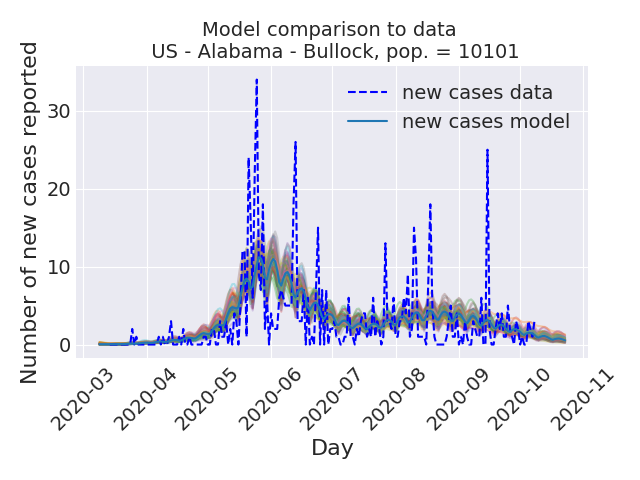 Model comparison to data
US - Alabama - Bullock, pop. = 10101
Number of new cases reported
30
20
10
0
new cases data
new cases model
2020-03
2020-04
2020-05
2020-06
2020-07
2020-08
2020-09
2020-10
2020-11
Day